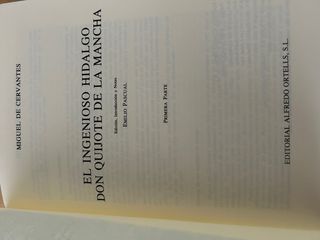 MIGUEL DE CERVANTES
EL INGENIOSO HIDALGO
DON QUIJOTE DE LA MANCHA
Edición, Introducción y Notas
EMILIO PASCUAL
PRIMERA PARTE
EDITORIAL ALFREDO ORTELLS, S.L.